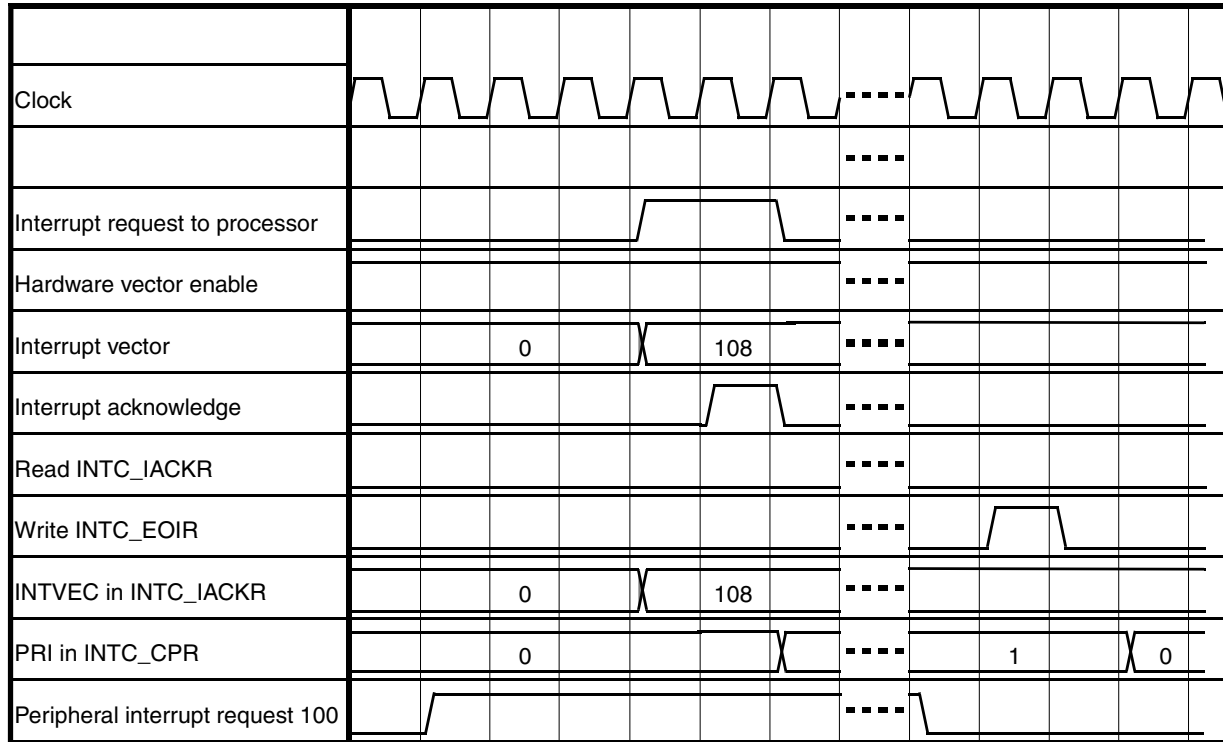 Clock
Interrupt request to processor
Hardware vector enable
Interrupt vector 0 108
Interrupt acknowledge
Read INTC_IACKR
Write INTC_EOIR
INTVEC in INTC_IACKR 0 108
PRI in INTC_CPR 0 1 0
Peripheral interrupt request 100